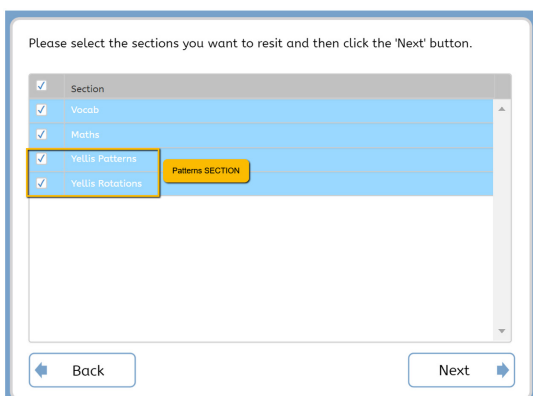 Please select the sections you want to resit and then click the 'Next' button.
Section
Vocab
Maths
Yellis Patterns
Patterns SECTION
Yellis Rotations
Back
Next